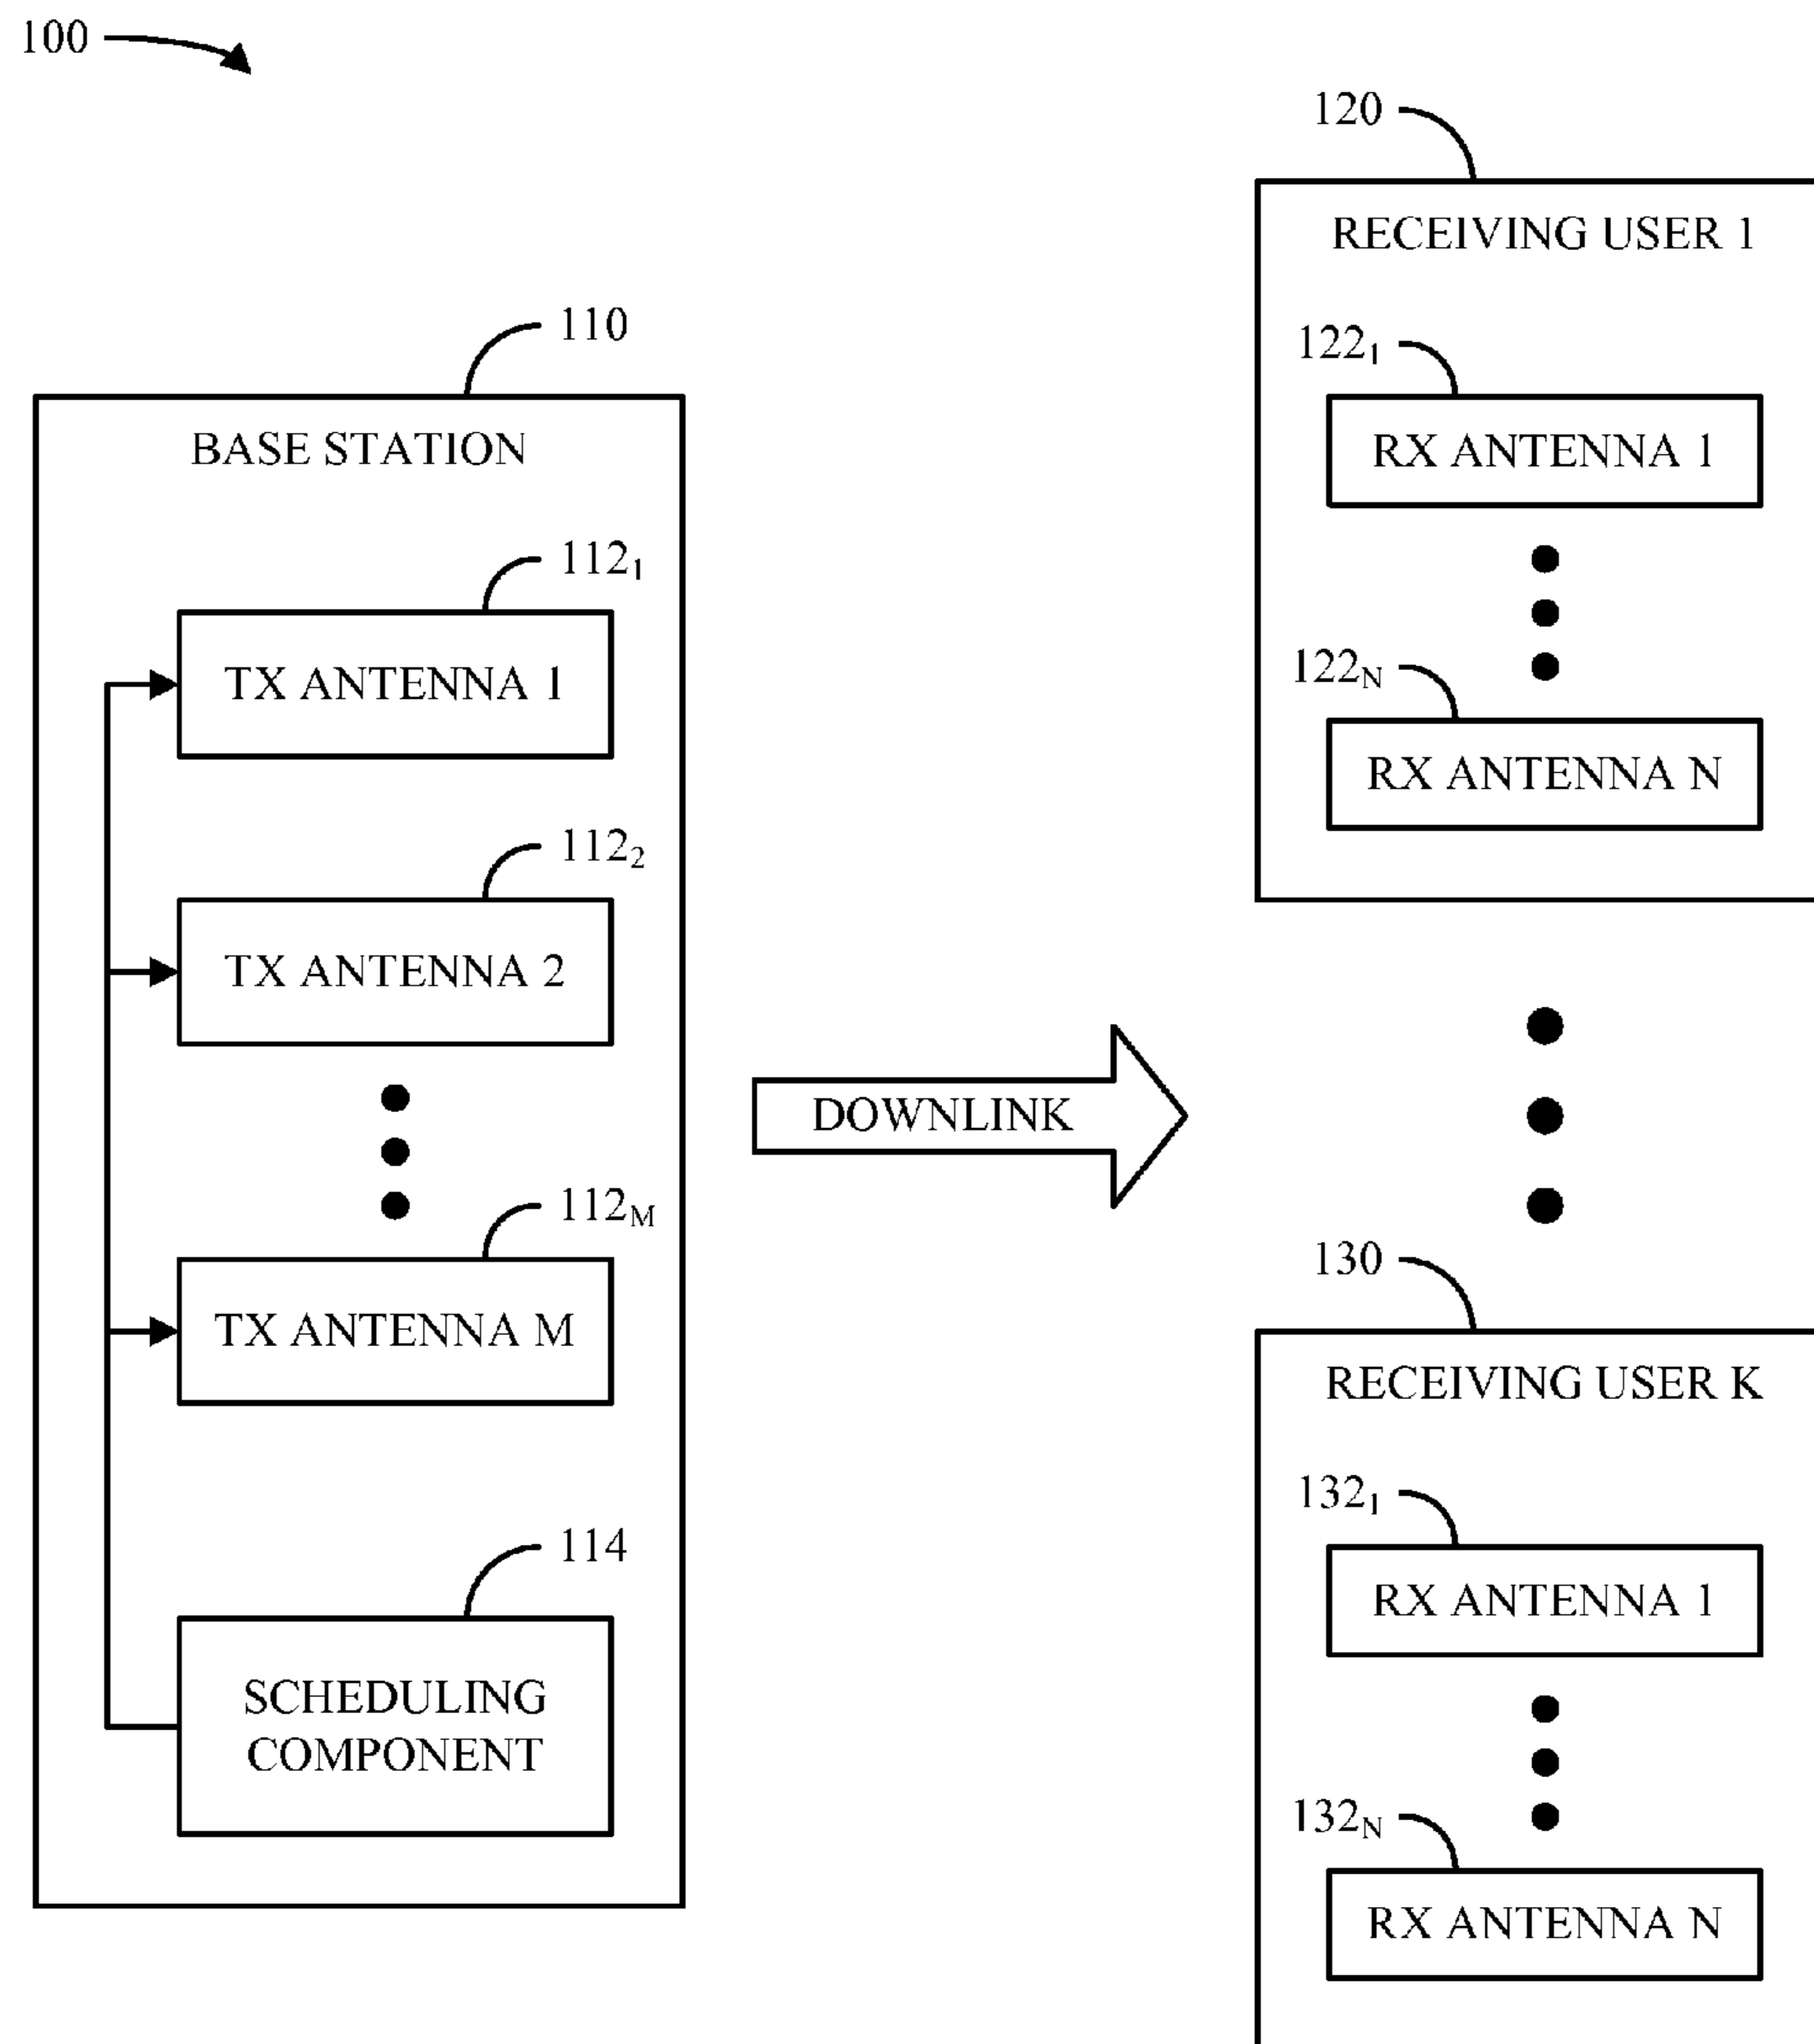 100
110
BASE STATION
112₁
TX ANTENNA 1
112₂
TX ANTENNA 2
112M
TX ANTENNA M
114
SCHEDULING
COMPONENT
DOWNLINK
120
RECEIVING USER 1
122₁
RX ANTENNA 1
122N
RX ANTENNA N
130
RECEIVING USER K
132₁
RX ANTENNA 1
132N
RX ANTENNA N